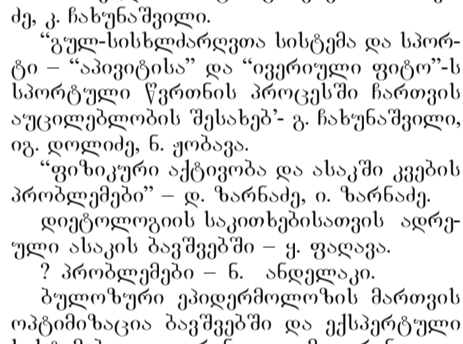 ძე, კ. ჩახუნაშვილი.
“გულ-სისხლძარღვთა სისტემა და სპორ-
ტი – “აპივიტისა” და “ივერიული ფიტო”-ს
სპორტული წვრთნის პროცესში ჩართვის
აუცილებლობის შესახებ’- გ. ჩახუნაშვილი,
იგ. დოლიძე, ნ. ჟობავა.
“ფიზიკური აქტივობა და ასაკში კვების
პრობლემები” – დ. ზარნაძე, ი. ზარნაძე.
დიეტოლოგიის საკითხებისათვის ადრე-
ული ასაკის ბავშვებში – ყ. ფაღავა.
? პრობლემები – ნ. ანდელაკი.
ბულოზური ეპიდერმოლოზის მართვის
ოპტიმიზაცია ბავშვებში და ექსპერტული